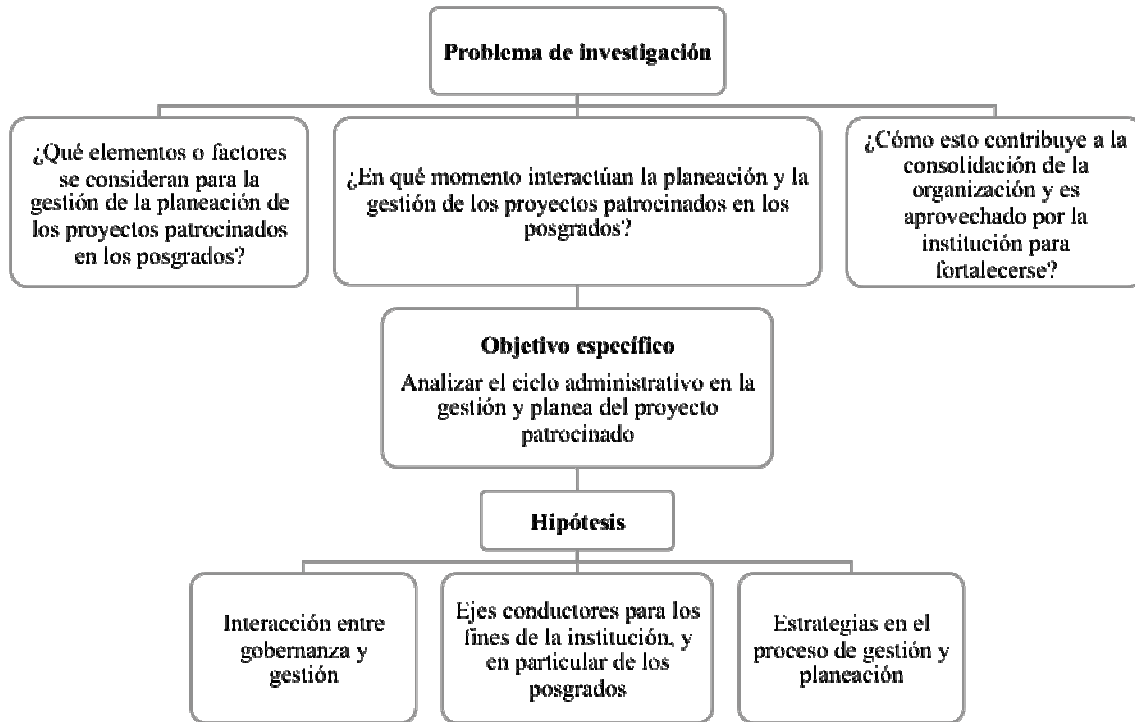 Problema de investigación
¿Qué elementos o factores
se consideran para la
gestión de la planeación de
los proyectos patrocinados
en los posgrados?
¿En qué momento interactúan la planeación y la
gestión de los proyectos patrocinados en los
posgrados?
¿Cómo esto contribuye a la
consolidación de la
organización y es
aprovechado por la
institución para
fortalecerse?
Objetivo específico
Analizar el ciclo administrativo en la
gestión y planea del proyecto
patrocinado
Hipótesis
Interacción entre
gobernanza y
gestión
Ejes conductores para los
fines de la institución, y
en particular de los
posgrados
Estrategias en el
proceso de gestión y
planeación